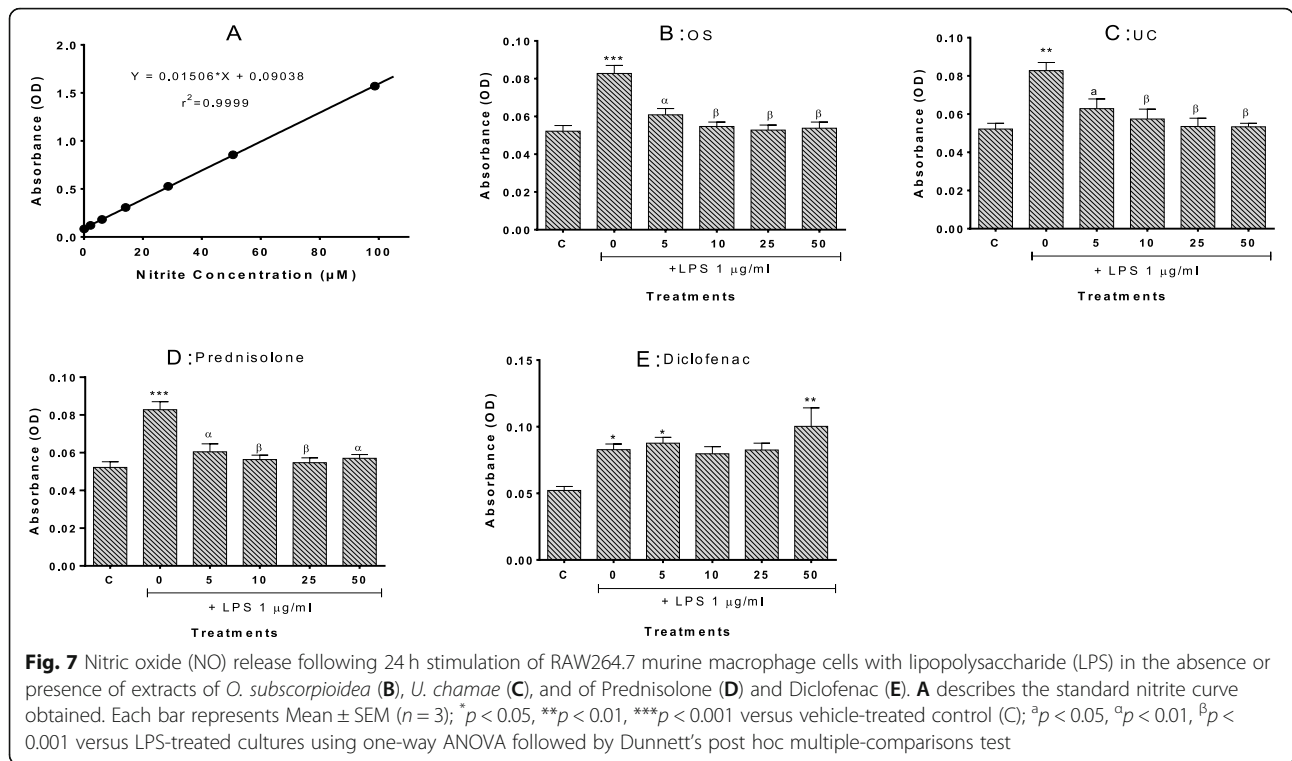 A
Y = 0.01506*X + 0.09038
r²=0.9999
Absorbance (OD)
2.0
1.5
1.0
0.5
0.0
0 20 40 60 80 100
Nitrite Concentration (µM)
B : OS
Absorbance (OD)
0.10
0.08
0.06
0.04
0.02
0.00
*** α β β β
C 0 5 10 25 50
+LPS 1 µg/ml
Treatments
C : UC
Absorbance (OD)
0.10
0.08
0.06
0.04
0.02
0.00
** a β β β
C 0 5 10 25 50
+ LPS 1 µg/ml
Treatments
D : Prednisolone
Absorbance (OD)
0.10
0.08
0.06
0.04
0.02
0.00
*** α β β α
C 0 5 10 25 50
+ LPS 1 µg/ml
Treatments
E : Diclofenac
Absorbance (OD)
0.15
0.10
0.05
0.00
* * **
C 0 5 10 25 50
+ LPS 1 µg/ml
Treatments
Fig. 7 Nitric oxide (NO) release following 24 h stimulation of RAW264.7 murine macrophage cells with lipopolysaccharide (LPS) in the absence or
presence of extracts of O. subscorpioidea (B), U. chamae (C), and of Prednisolone (D) and Diclofenac (E). A describes the standard nitrite curve
obtained. Each bar represents Mean ± SEM (n = 3); *p < 0.05, **p < 0.01, ***p < 0.001 versus vehicle-treated control (C); ᵃp < 0.05, ᵅp < 0.01, ᵝp <
0.001 versus LPS-treated cultures using one-way ANOVA followed by Dunnett's post hoc multiple-comparisons test